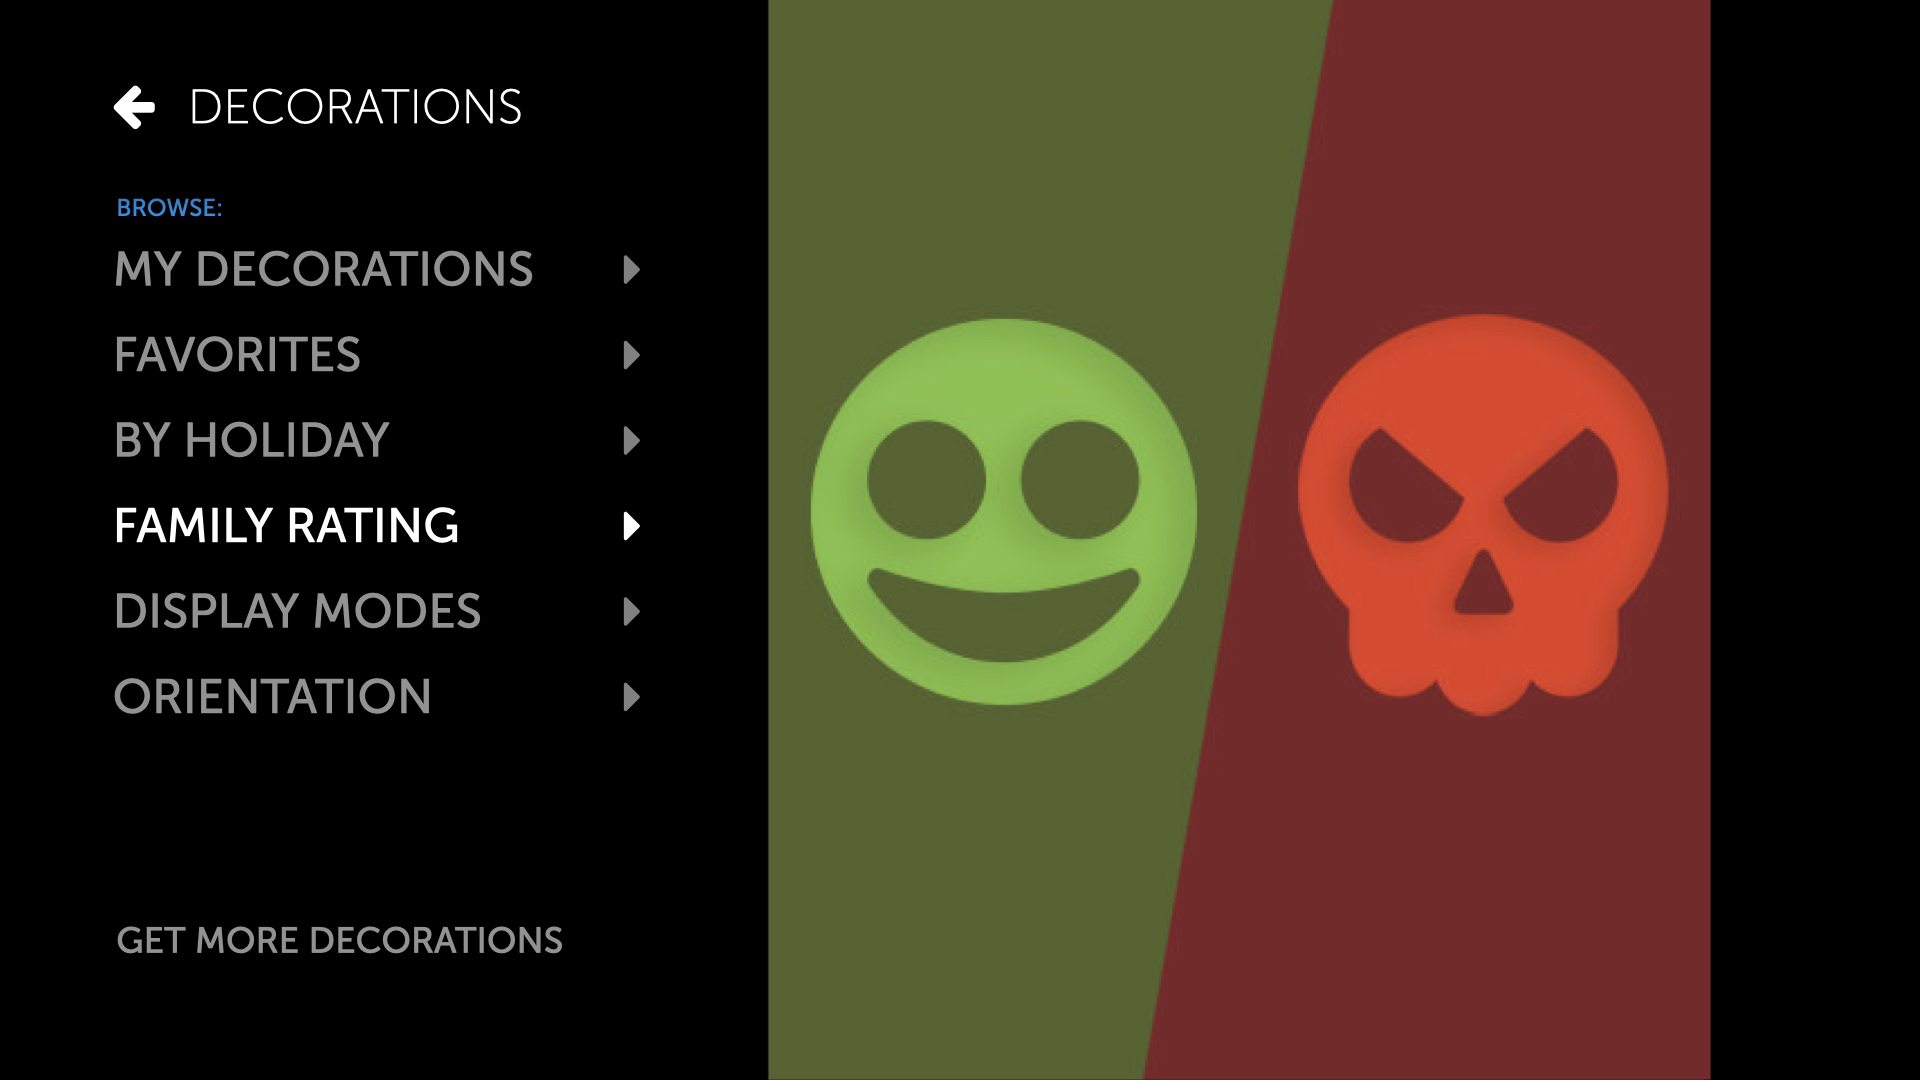 DECORATIONS
BROWSE:
MY DECORATIONS
FAVORITES
BY HOLIDAY
FAMILY RATING
DISPLAY MODES
ORIENTATION
GET MORE DECORATIONS